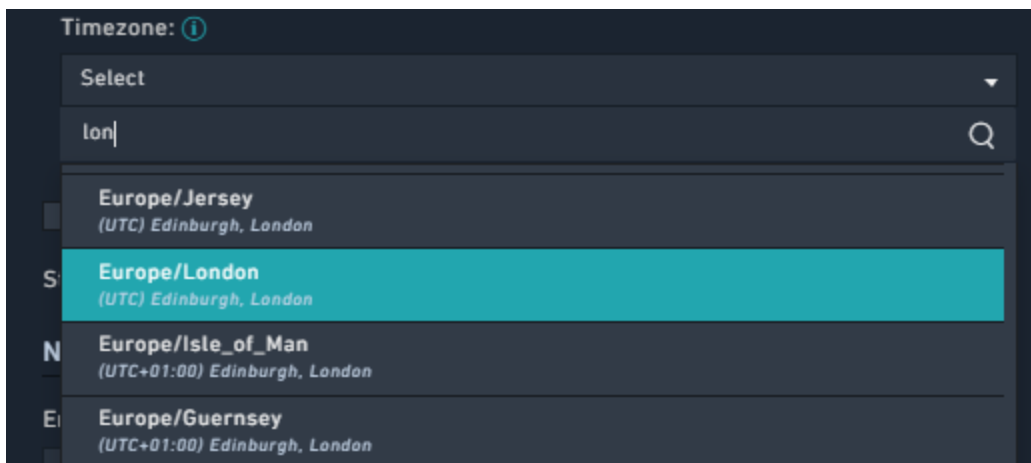 Timezone:
Select
lon
Europe/Jersey
(UTC) Edinburgh, London
Europe/London
(UTC) Edinburgh, London
Europe/Isle_of_Man
(UTC+01:00) Edinburgh, London
Europe/Guernsey
(UTC+01:00) Edinburgh, London